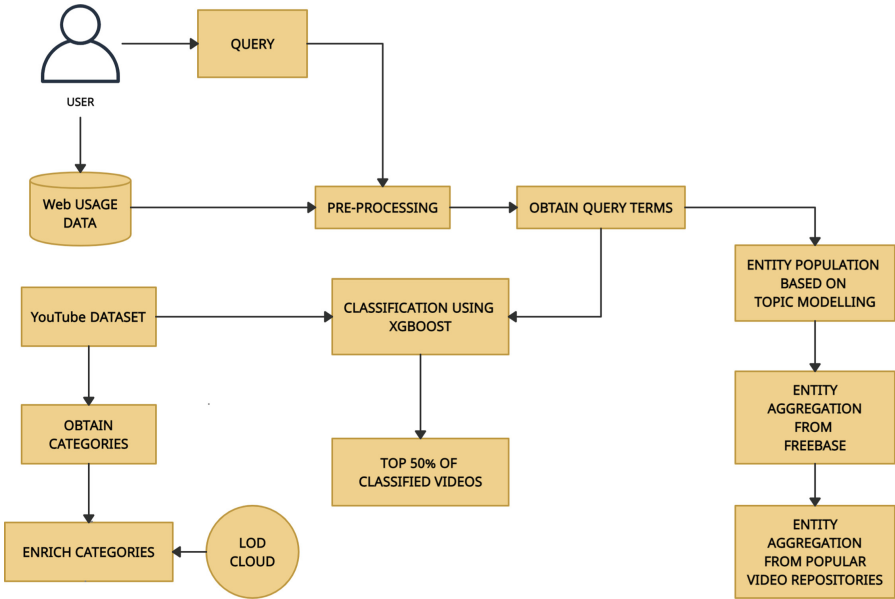 QUERY
USER
Web USAGE
DATA
PRE-PROCESSING
OBTAIN QUERY TERMS
ENTITY POPULATION
BASED ON
TOPIC MODELLING
YouTube DATASET
CLASSIFICATION USING
XGBOOST
ENTITY
AGGREGATION
FROM
FREEBASE
OBTAIN
CATEGORIES
TOP 50% OF
CLASSIFIED VIDEOS
ENRICH CATEGORIES
LOD
CLOUD
ENTITY
AGGREGATION
FROM POPULAR
VIDEO REPOSITORIES